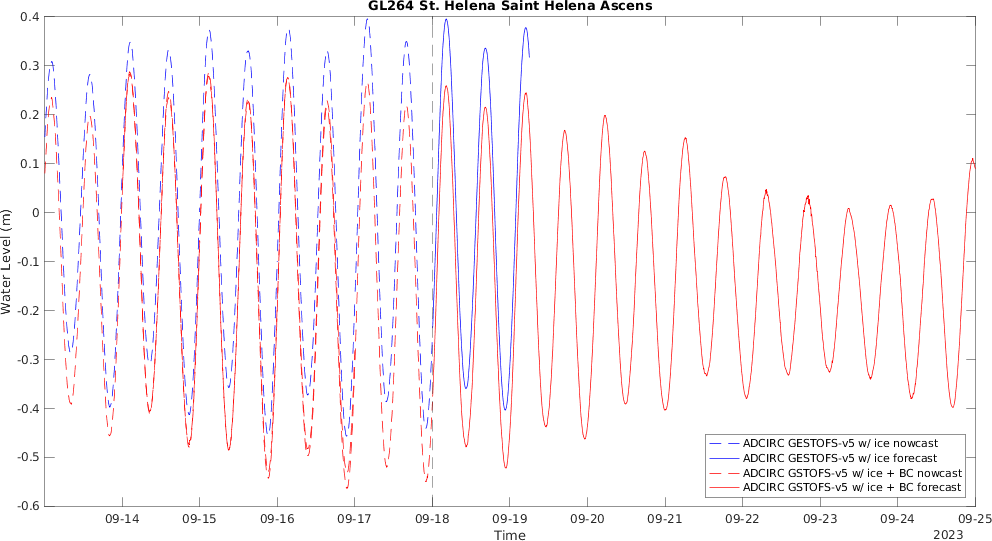 GL264 St. Helena Saint Helena Ascens
0.4
0.3
0.2
0.1
0
-0.1
-0.2
-0.3
-0.4
-0.5
-0.6
Water Level (m)
ADCIRC GESTOFS-v5 w/ ice nowcast
ADCIRC GESTOFS-v5 w/ ice forecast
ADCIRC GSTOFS-v5 w/ ice + BC nowcast
ADCIRC GSTOFS-v5 w/ ice + BC forecast
09-14 09-15 09-16 09-17 09-18 09-19 09-20 09-21 09-22 09-23 09-24 09-25
Time
2023